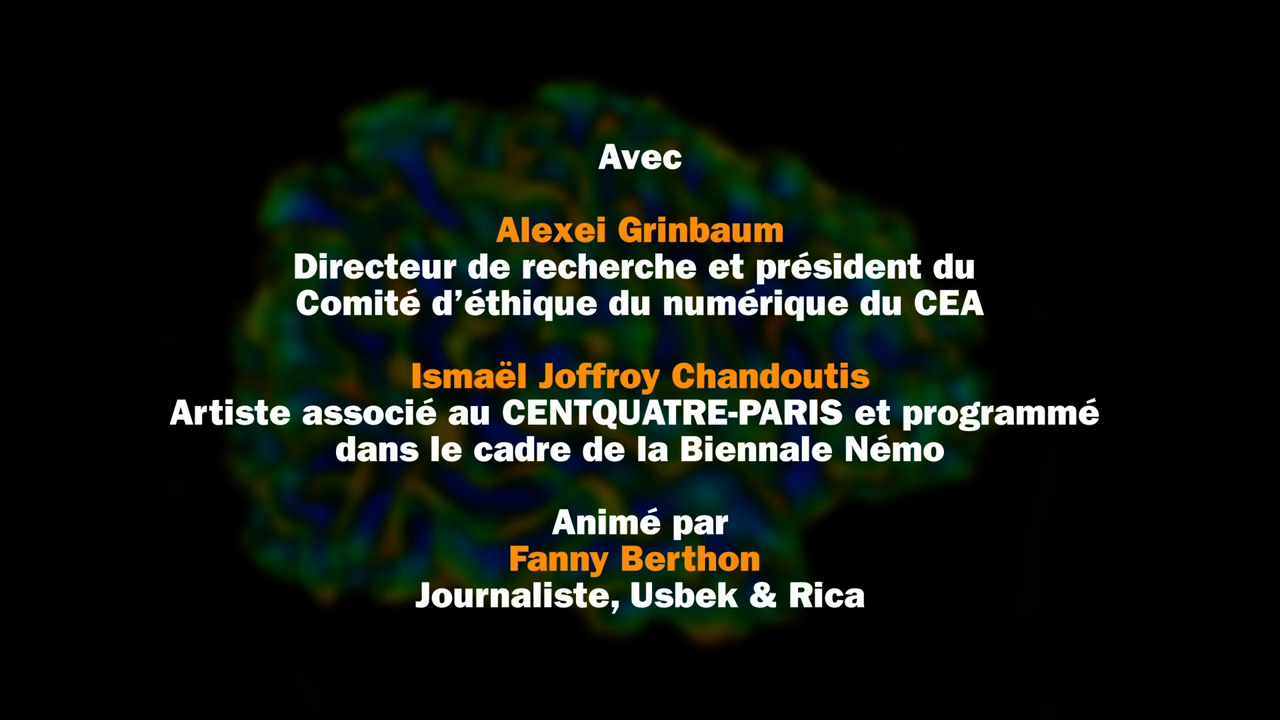 Avec
Alexei Grinbaum
Directeur de recherche et président du
Comité d’éthique du numérique du CEA
Ismaël Joffroy Chandoutis
Artiste associé au CENTQUATRE-PARIS et programmé
dans le cadre de la Biennale Némo
Animé par
Fanny Berthon
Journaliste, Usbek & Rica